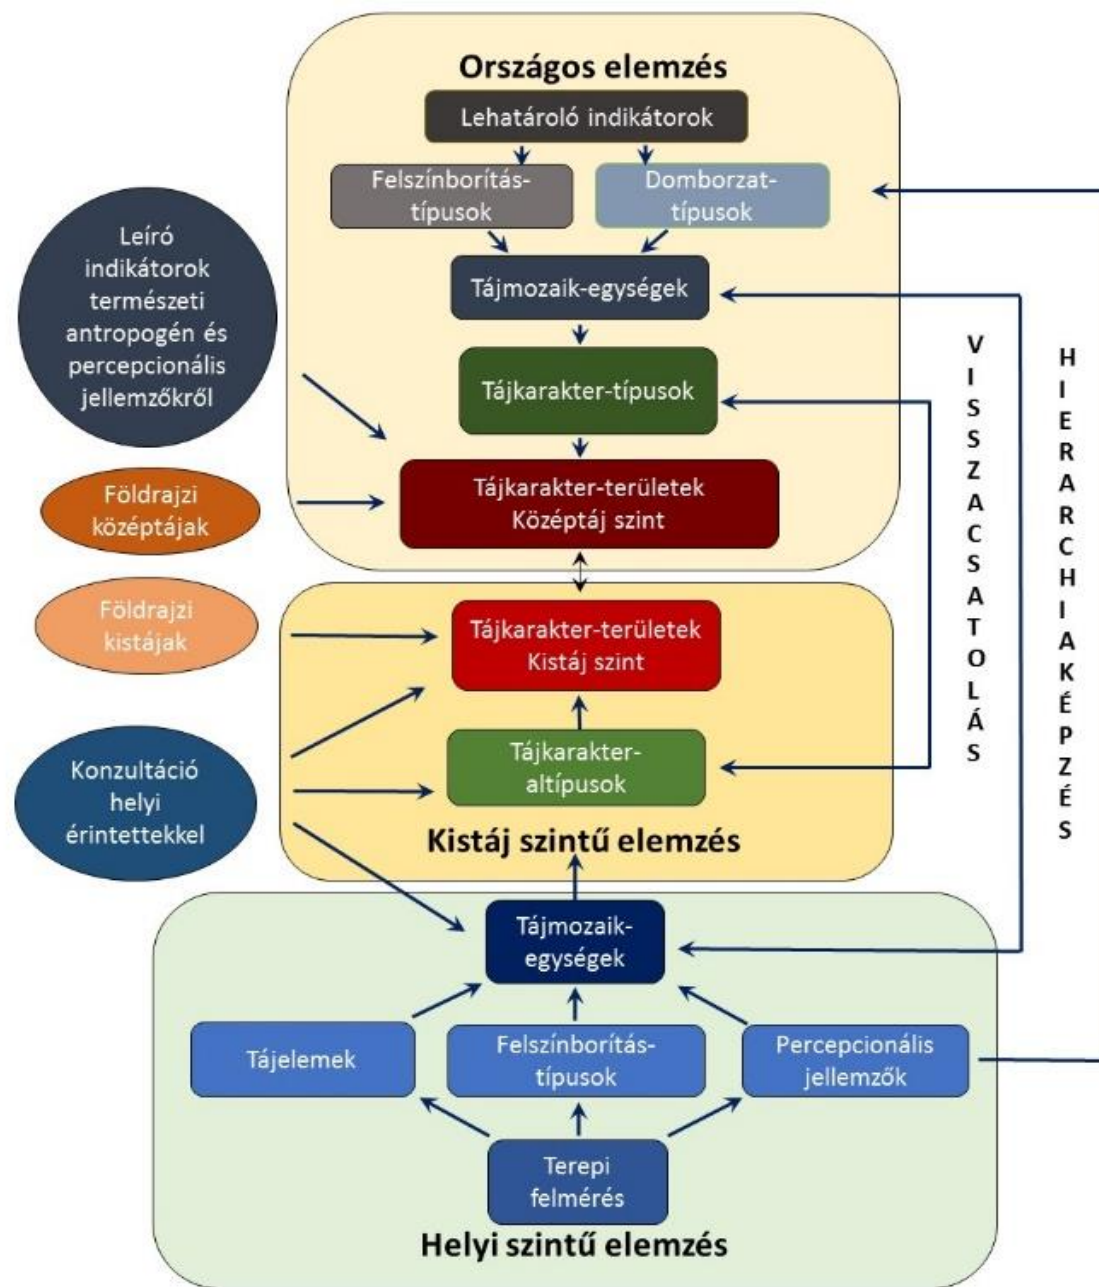 Országos elemzés
Lehatároló indikátorok
Felszínborítás-
típusok
Domborzat-
típusok
Tájmozaik-egységek
Tájkarakter-típusok
Tájkarakter-területek
Középtáj szint
Leíró
indikátorok
természeti
antropogén és
percepcionális
jellemzőkről
Földrajzi
középtájak
Földrajzi
kistájak
Konzultáció
helyi
érintettekkel
Tájkarakter-területek
Kistáj szint
Tájkarakter-
altípusok
Kistáj szintű elemzés
Tájmozaik-
egységek
Tájelemek
Felszínborítás-
típusok
Percepcionális
jellemzők
Terepi
felmérés
Helyi szintű elemzés
VISSZACSATOLÁS
HIERARCHIAKÉPZÉS